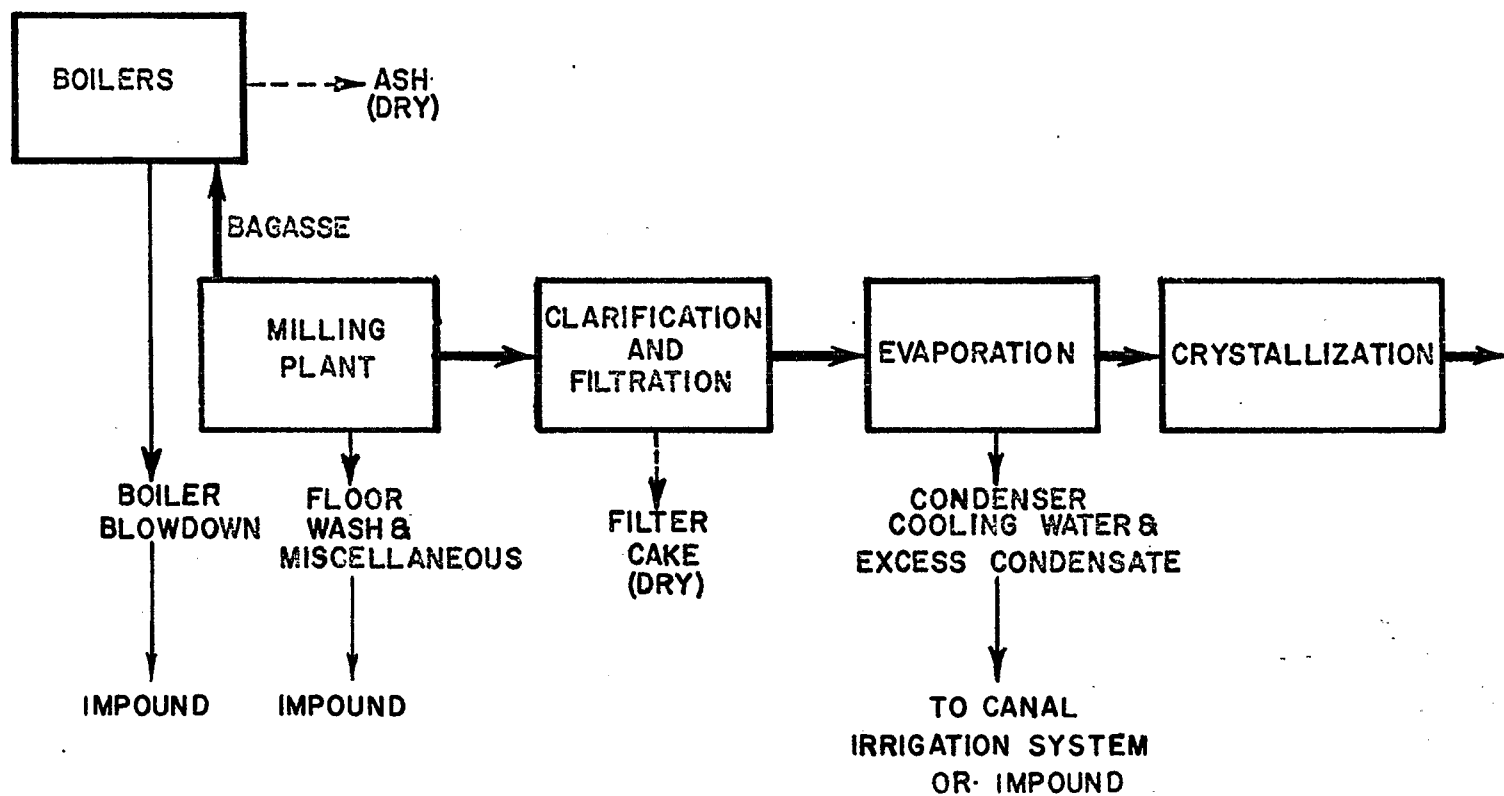 BOILERS
ASH
(DRY)
BAGASSE
MILLING
PLANT
CLARIFICATION
AND
FILTRATION
EVAPORATION
CRYSTALLIZATION
BOILER
BLOWDOWN
FLOOR
WASH &
MISCELLANEOUS
FILTER
CAKE
(DRY)
CONDENSER
COOLING WATER &
EXCESS CONDENSATE
IMPOUND
IMPOUND
TO CANAL
IRRIGATION SYSTEM
OR IMPOUND